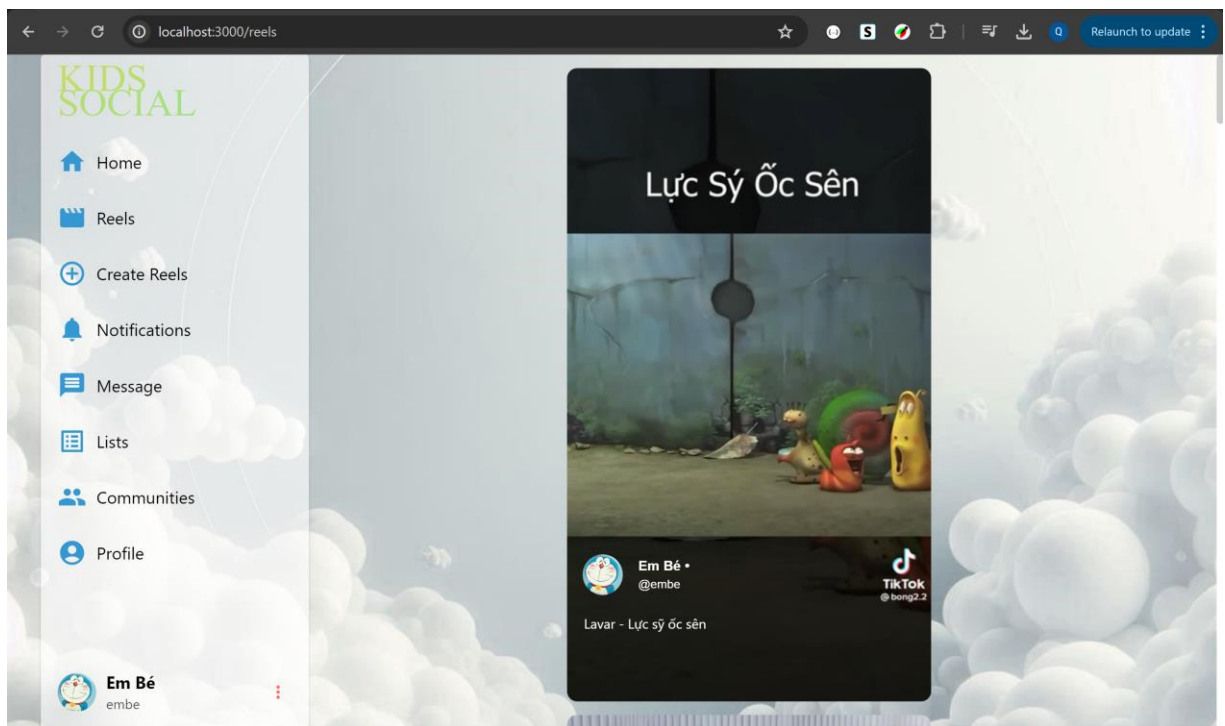 localhost:3000/reels
S
Q
Relaunch to update
KIDS
SOCIAL
Home
Reels
Create Reels
Notifications
Message
Lists
Communities
Profile
Em Bé
embe
Lực Sý Ốc Sên
Em Bé •
@embe
TikTok
@bong2.2
Lavar - Lực sỹ ốc sên